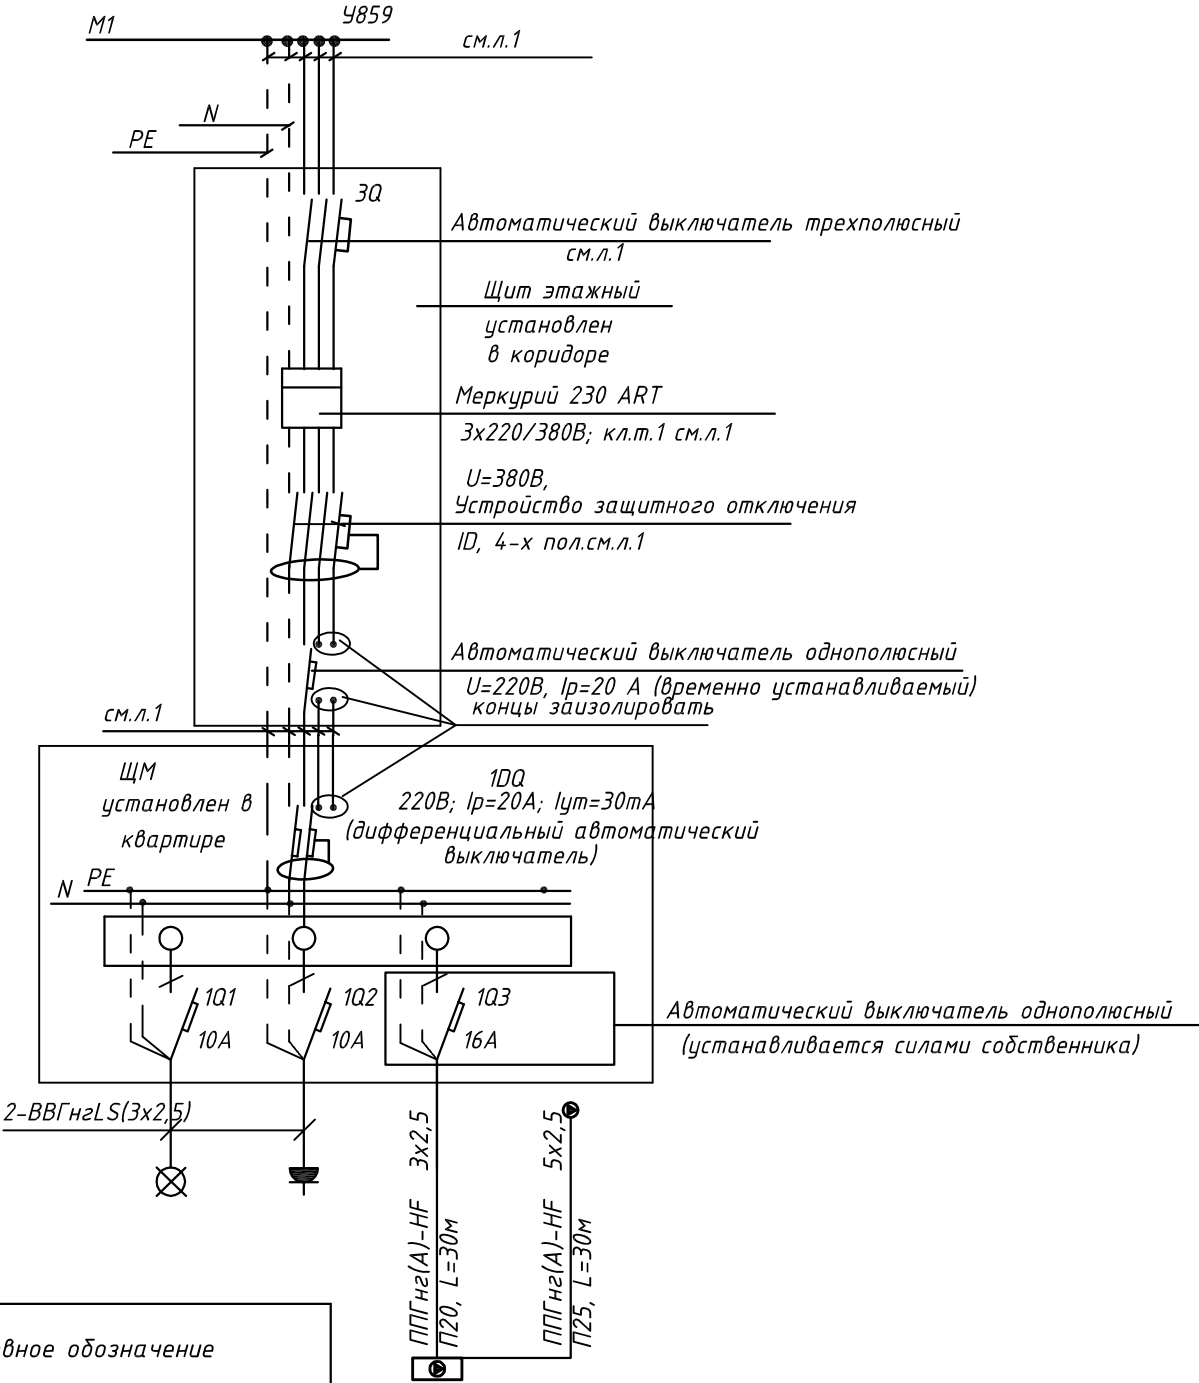 М1
У859
см.л.1
N
PE
3Q
Автоматический выключатель трехполюсный
см.л.1
Щит этажный
установлен
в коридоре
Меркурий 230 ART
3х220/380В; кл.т.1 см.л.1
U=380В,
Устройство защитного отключения
ID, 4-х пол.см.л.1
Автоматический выключатель однополюсный
U=220В, Iр=20 А (временно устанавливаемый)
концы заизолировать
см.л.1
ЩМ
установлен в
квартире
1DQ
220В; Iр=20А; Iут=30mA
(дифференциальный автоматический
выключатель)
PE
N
1Q1
10А
1Q2
10А
1Q3
16А
Автоматический выключатель однополюсный
(устанавливается силами собственника)
2-ВВГнгLS(3х2,5)
ППГнг(А)-HF 3х2,5
П20, L=30м
ППГнг(А)-HF 5х2,5
П25, L=30м
вное обозначение